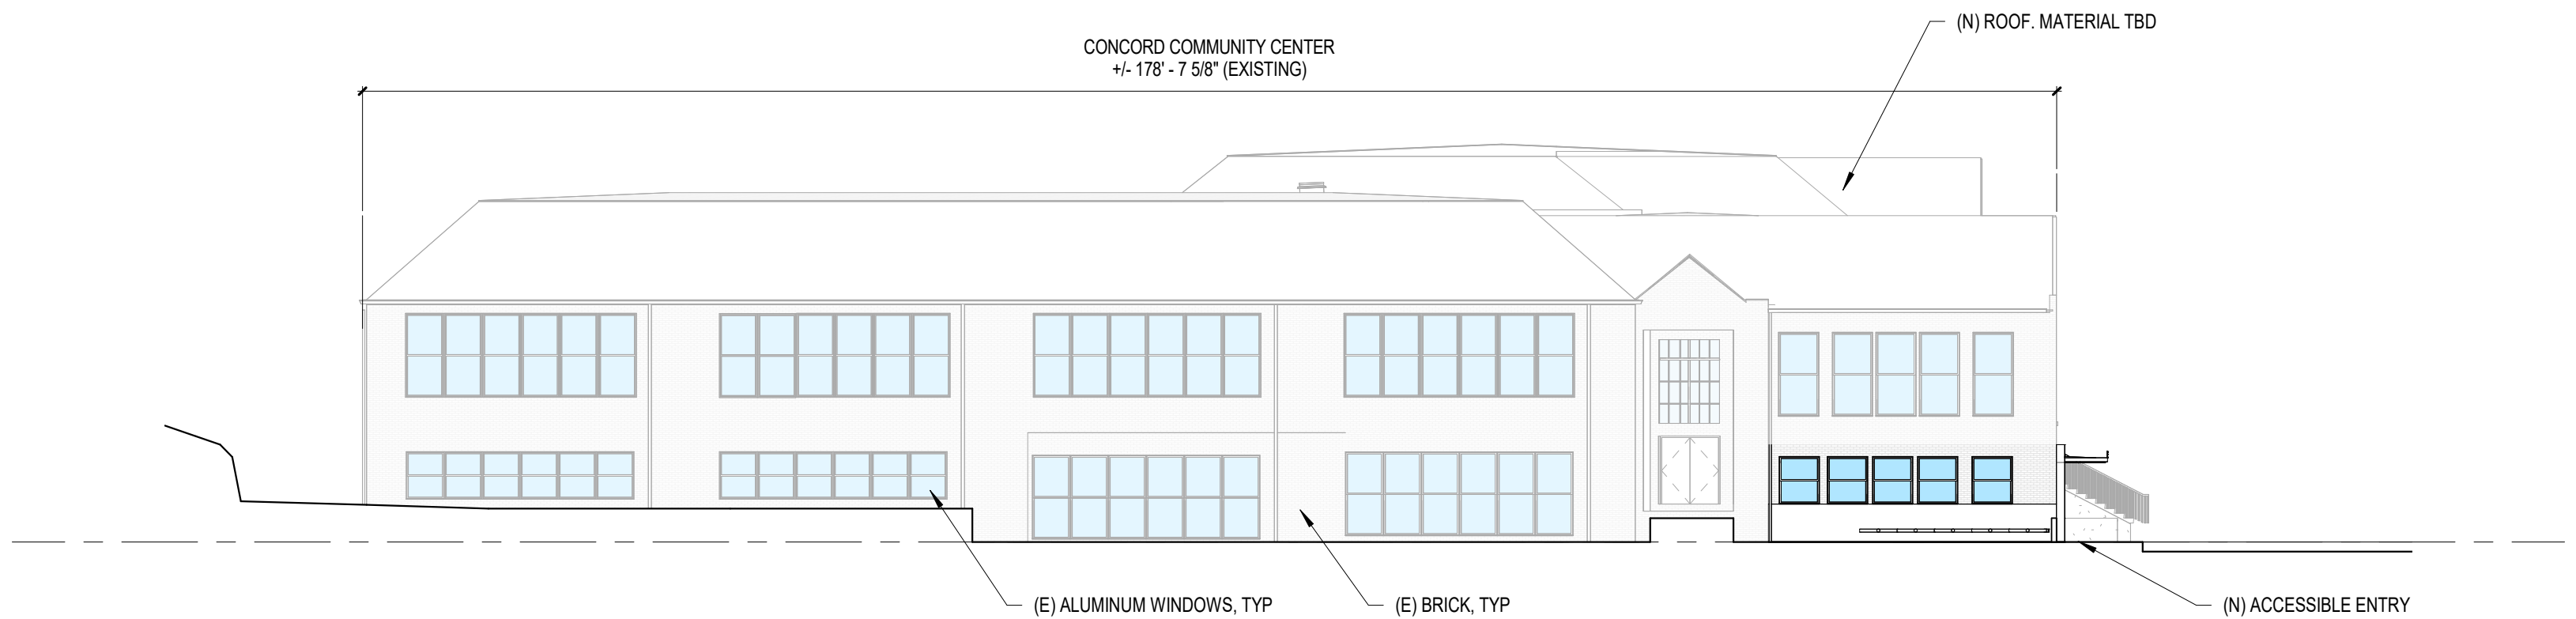 (N) ROOF. MATERIAL TBD
CONCORD COMMUNITY CENTER
+/- 178' - 7 5/8" (EXISTING)
(E) ALUMINUM WINDOWS, TYP
(E) BRICK, TYP
(N) ACCESSIBLE ENTRY